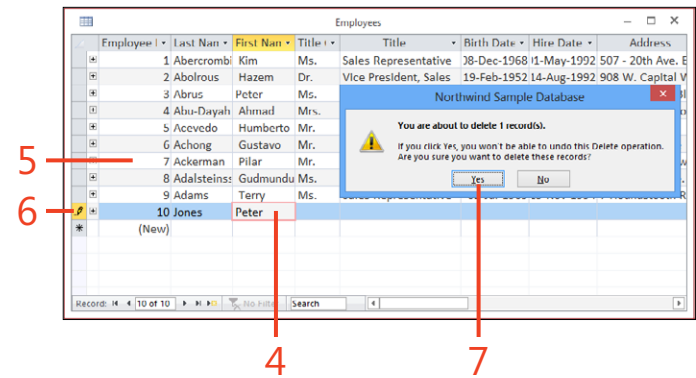 Employees
Employee I Last Nan First Nan Title Title Birth Date Hire Date Address
1 Abercrombi Kim Ms. Sales Representative 08-Dec-1968 01-May-1992 507 - 20th Ave. E
2 Abolrous Hazem Dr. Vice President, Sales 19-Feb-1952 14-Aug-1992 908 W. Capital W
3 Abrus Peter Ms.
4 Abu-Dayah Ahmad Mrs.
5 Acevedo Humberto Mr.
6 Achong Gustavo Mr.
7 Ackerman Pilar Mr.
8 Adalsteinss Gudmundu Ms.
9 Adams Terry Ms.
10 Jones Peter
(New)
Northwind Sample Database
You are about to delete 1 record(s).
If you click Yes, you won't be able to undo this Delete operation.
Are you sure you want to delete these records?
Yes No
Record: 10 of 10 No Filter Search
5
6
4
7